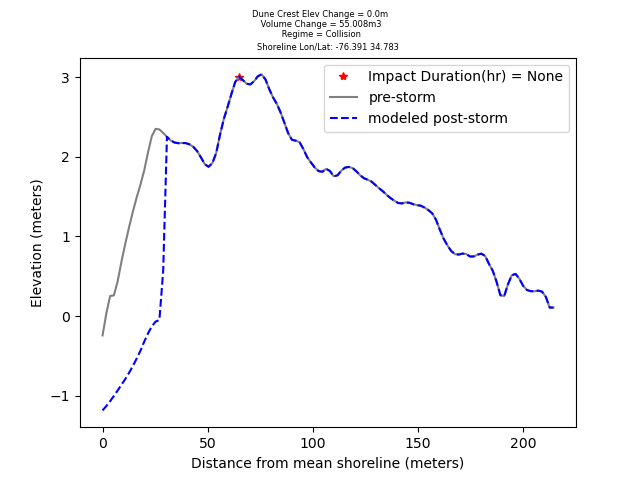 Dune Crest Elev Change = 0.0m
Volume Change = 55.008m3
Regime = Collision
Shoreline Lon/Lat: -76.391 34.783
Impact Duration(hr) = None
pre-storm
modeled post-storm
3
2
1
0
−1
Elevation (meters)
0 50 100 150 200
Distance from mean shoreline (meters)